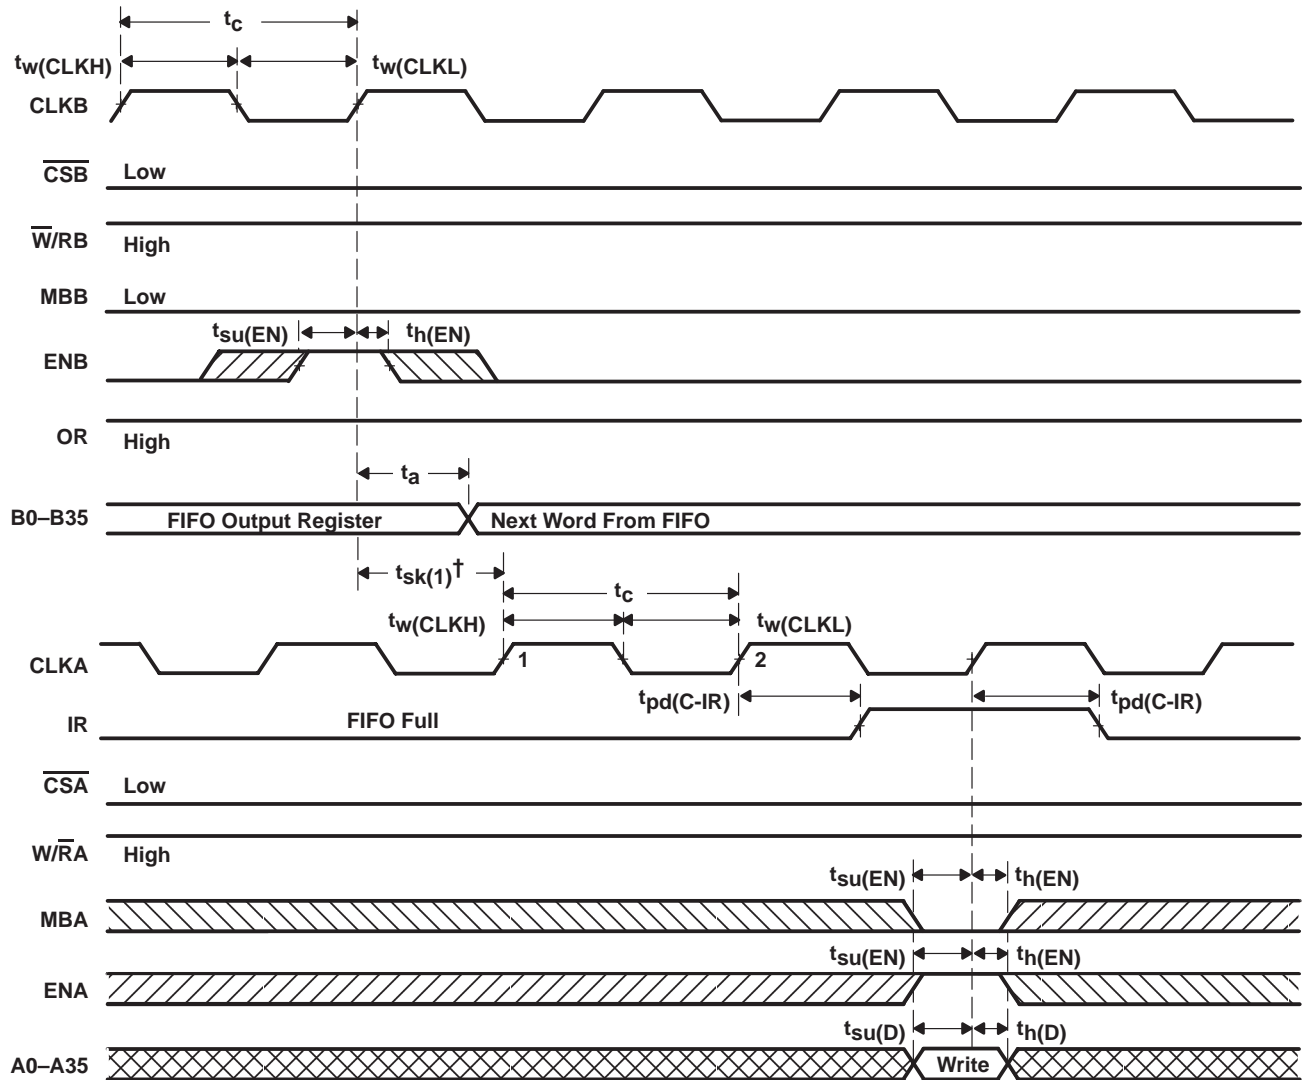 tc
tw(CLKH) tw(CLKL)
CLKB
CSB Low
W/RB High
MBB Low
tsu(EN) th(EN)
ENB
OR High
ta
B0–B35 FIFO Output Register Next Word From FIFO
tsk(1)†
tc
tw(CLKH) tw(CLKL)
CLKA 1 2
tpd(C-IR) tpd(C-IR)
IR FIFO Full
CSA Low
W/RA High
tsu(EN) th(EN)
MBA
tsu(EN) th(EN)
ENA
tsu(D) th(D)
A0–A35 Write